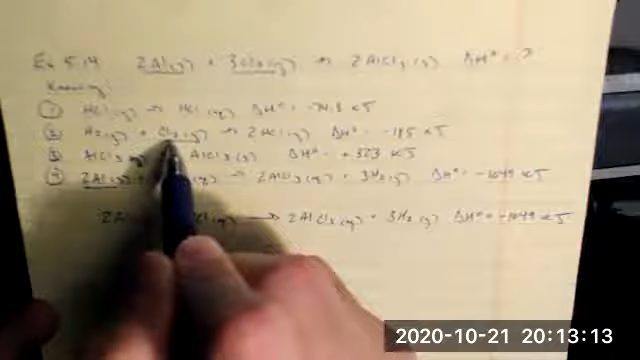 Ex 5.14 2Al(s) + 3Cl2(g) → 2AlCl3(s) ΔH° = ?
Knowing:
① HCl(g) → HCl(aq) ΔH° = -74.8 kJ
② H2(g) + Cl2(g) → 2HCl(g) ΔH° = -185 kJ
③ AlCl3 AlCl3(s) ΔH° = +323 kJ
④ 2Al(s) + (aq) → 2AlCl3(aq) + 3H2(g) ΔH° = -1049 kJ
2Al HCl(aq) → 2AlCl3(aq) + 3H2(g) ΔH° = -1049 kJ
2020-10-21 20:13:13